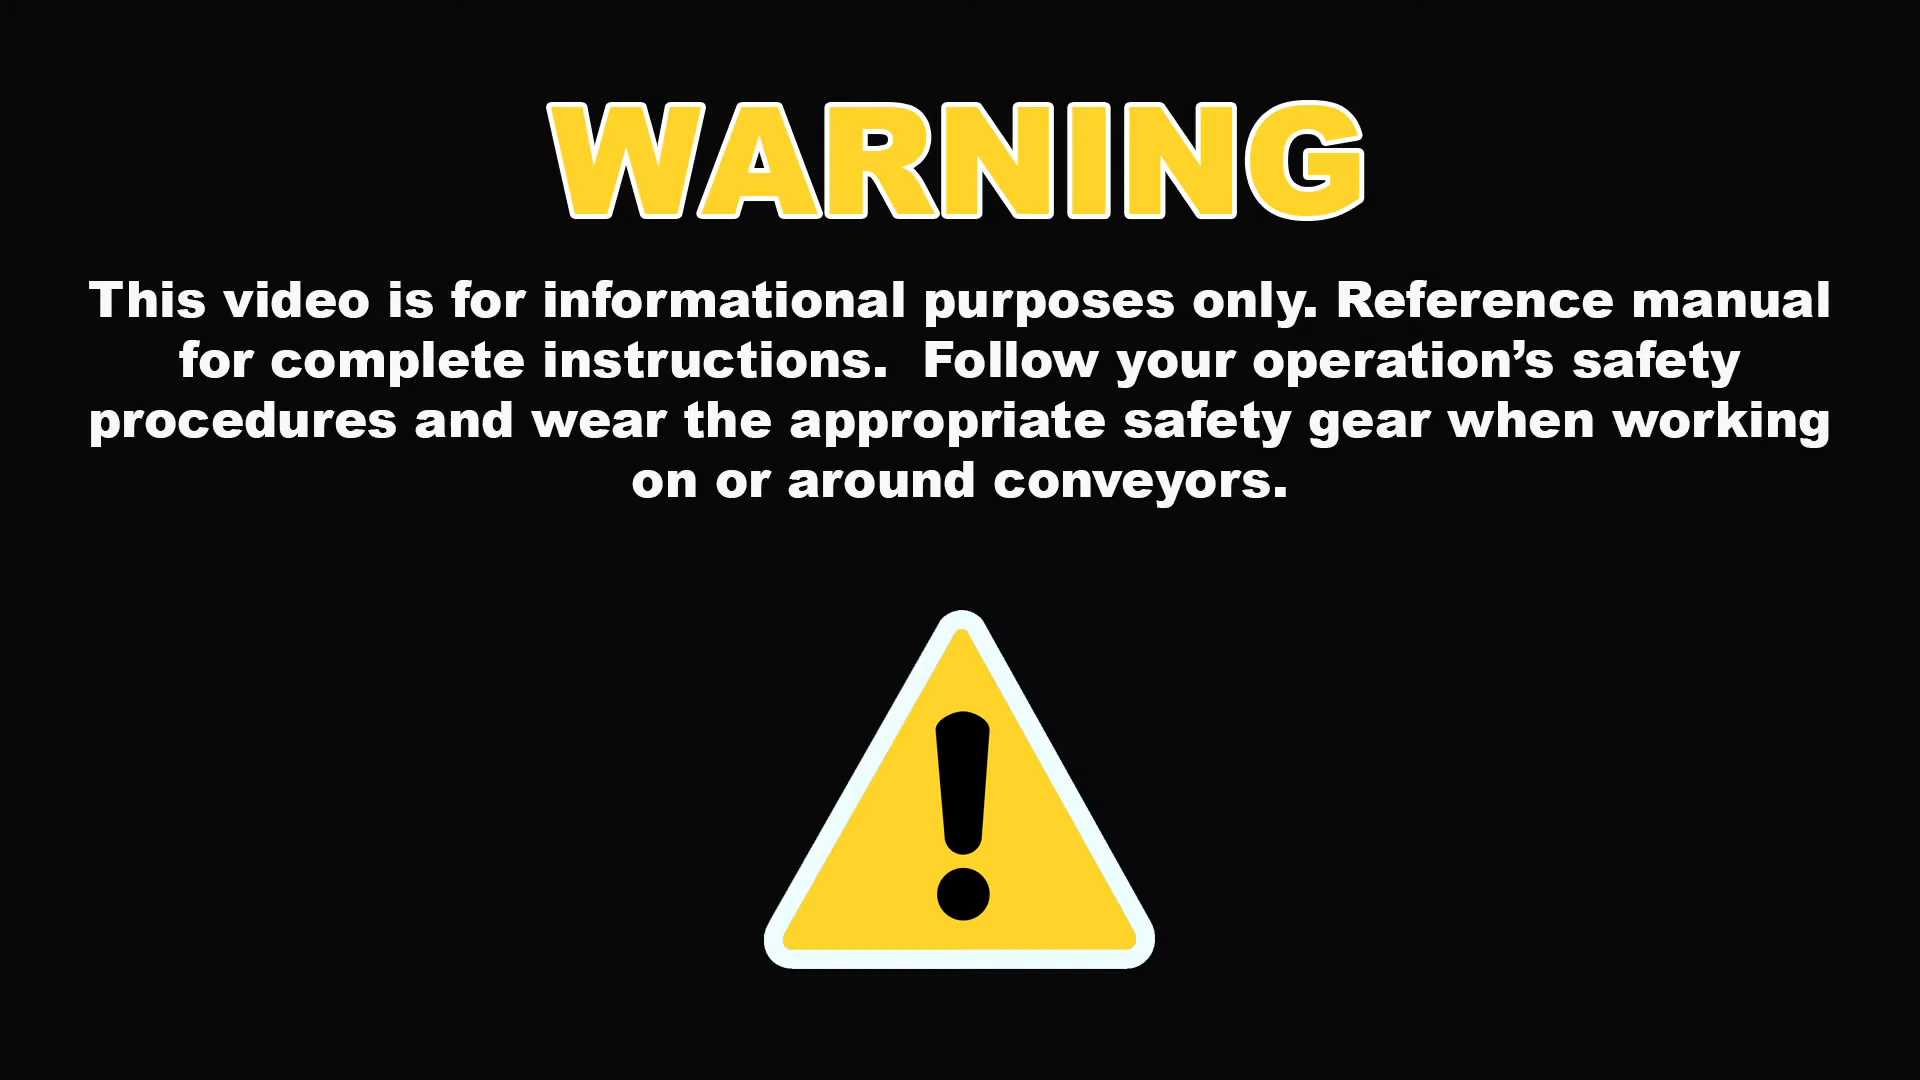 WARNING
This video is for informational purposes only. Reference manual
for complete instructions.  Follow your operation’s safety
procedures and wear the appropriate safety gear when working
on or around conveyors.
!